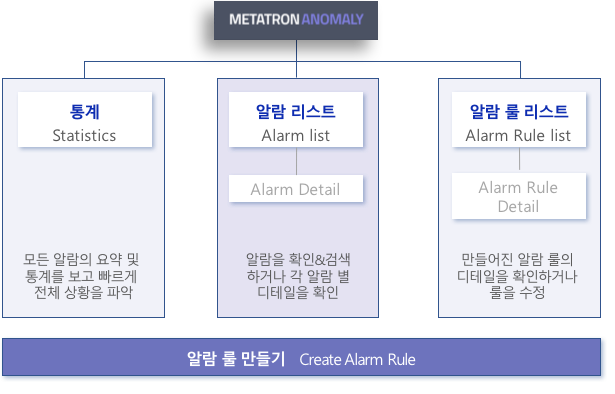 METATRON ANOMALY
통계
Statistics
모든 알람의 요약 및
통계를 보고 빠르게
전체 상황을 파악
알람 리스트
Alarm list
Alarm Detail
알람을 확인&검색
하거나 각 알람 별
디테일을 확인
알람 룰 리스트
Alarm Rule list
Alarm Rule
Detail
만들어진 알람 룰의
디테일을 확인하거나
룰을 수정
알람 룰 만들기 Create Alarm Rule